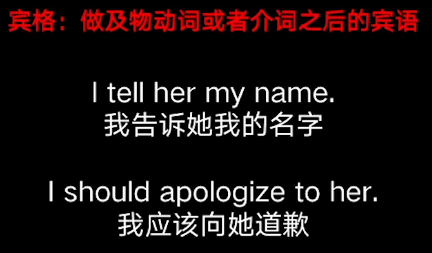 宾格：做及物动词或者介词之后的宾语
I tell her my name.
我告诉她我的名字
I should apologize to her.
我应该向她道歉